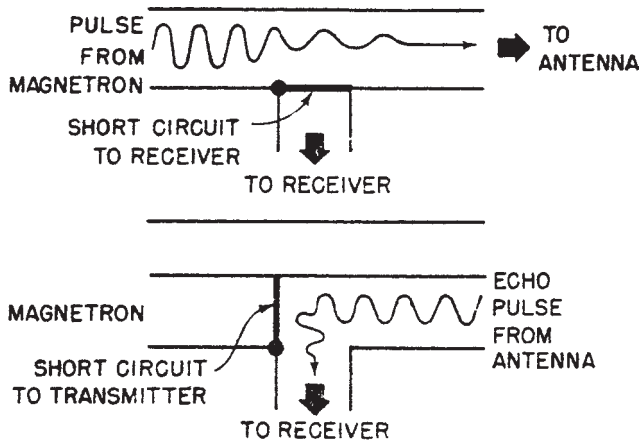 PULSE
FROM
MAGNETRON
TO
ANTENNA
SHORT CIRCUIT
TO RECEIVER
TO RECEIVER
MAGNETRON
ECHO
PULSE
FROM
ANTENNA
SHORT CIRCUIT
TO TRANSMITTER
TO RECEIVER